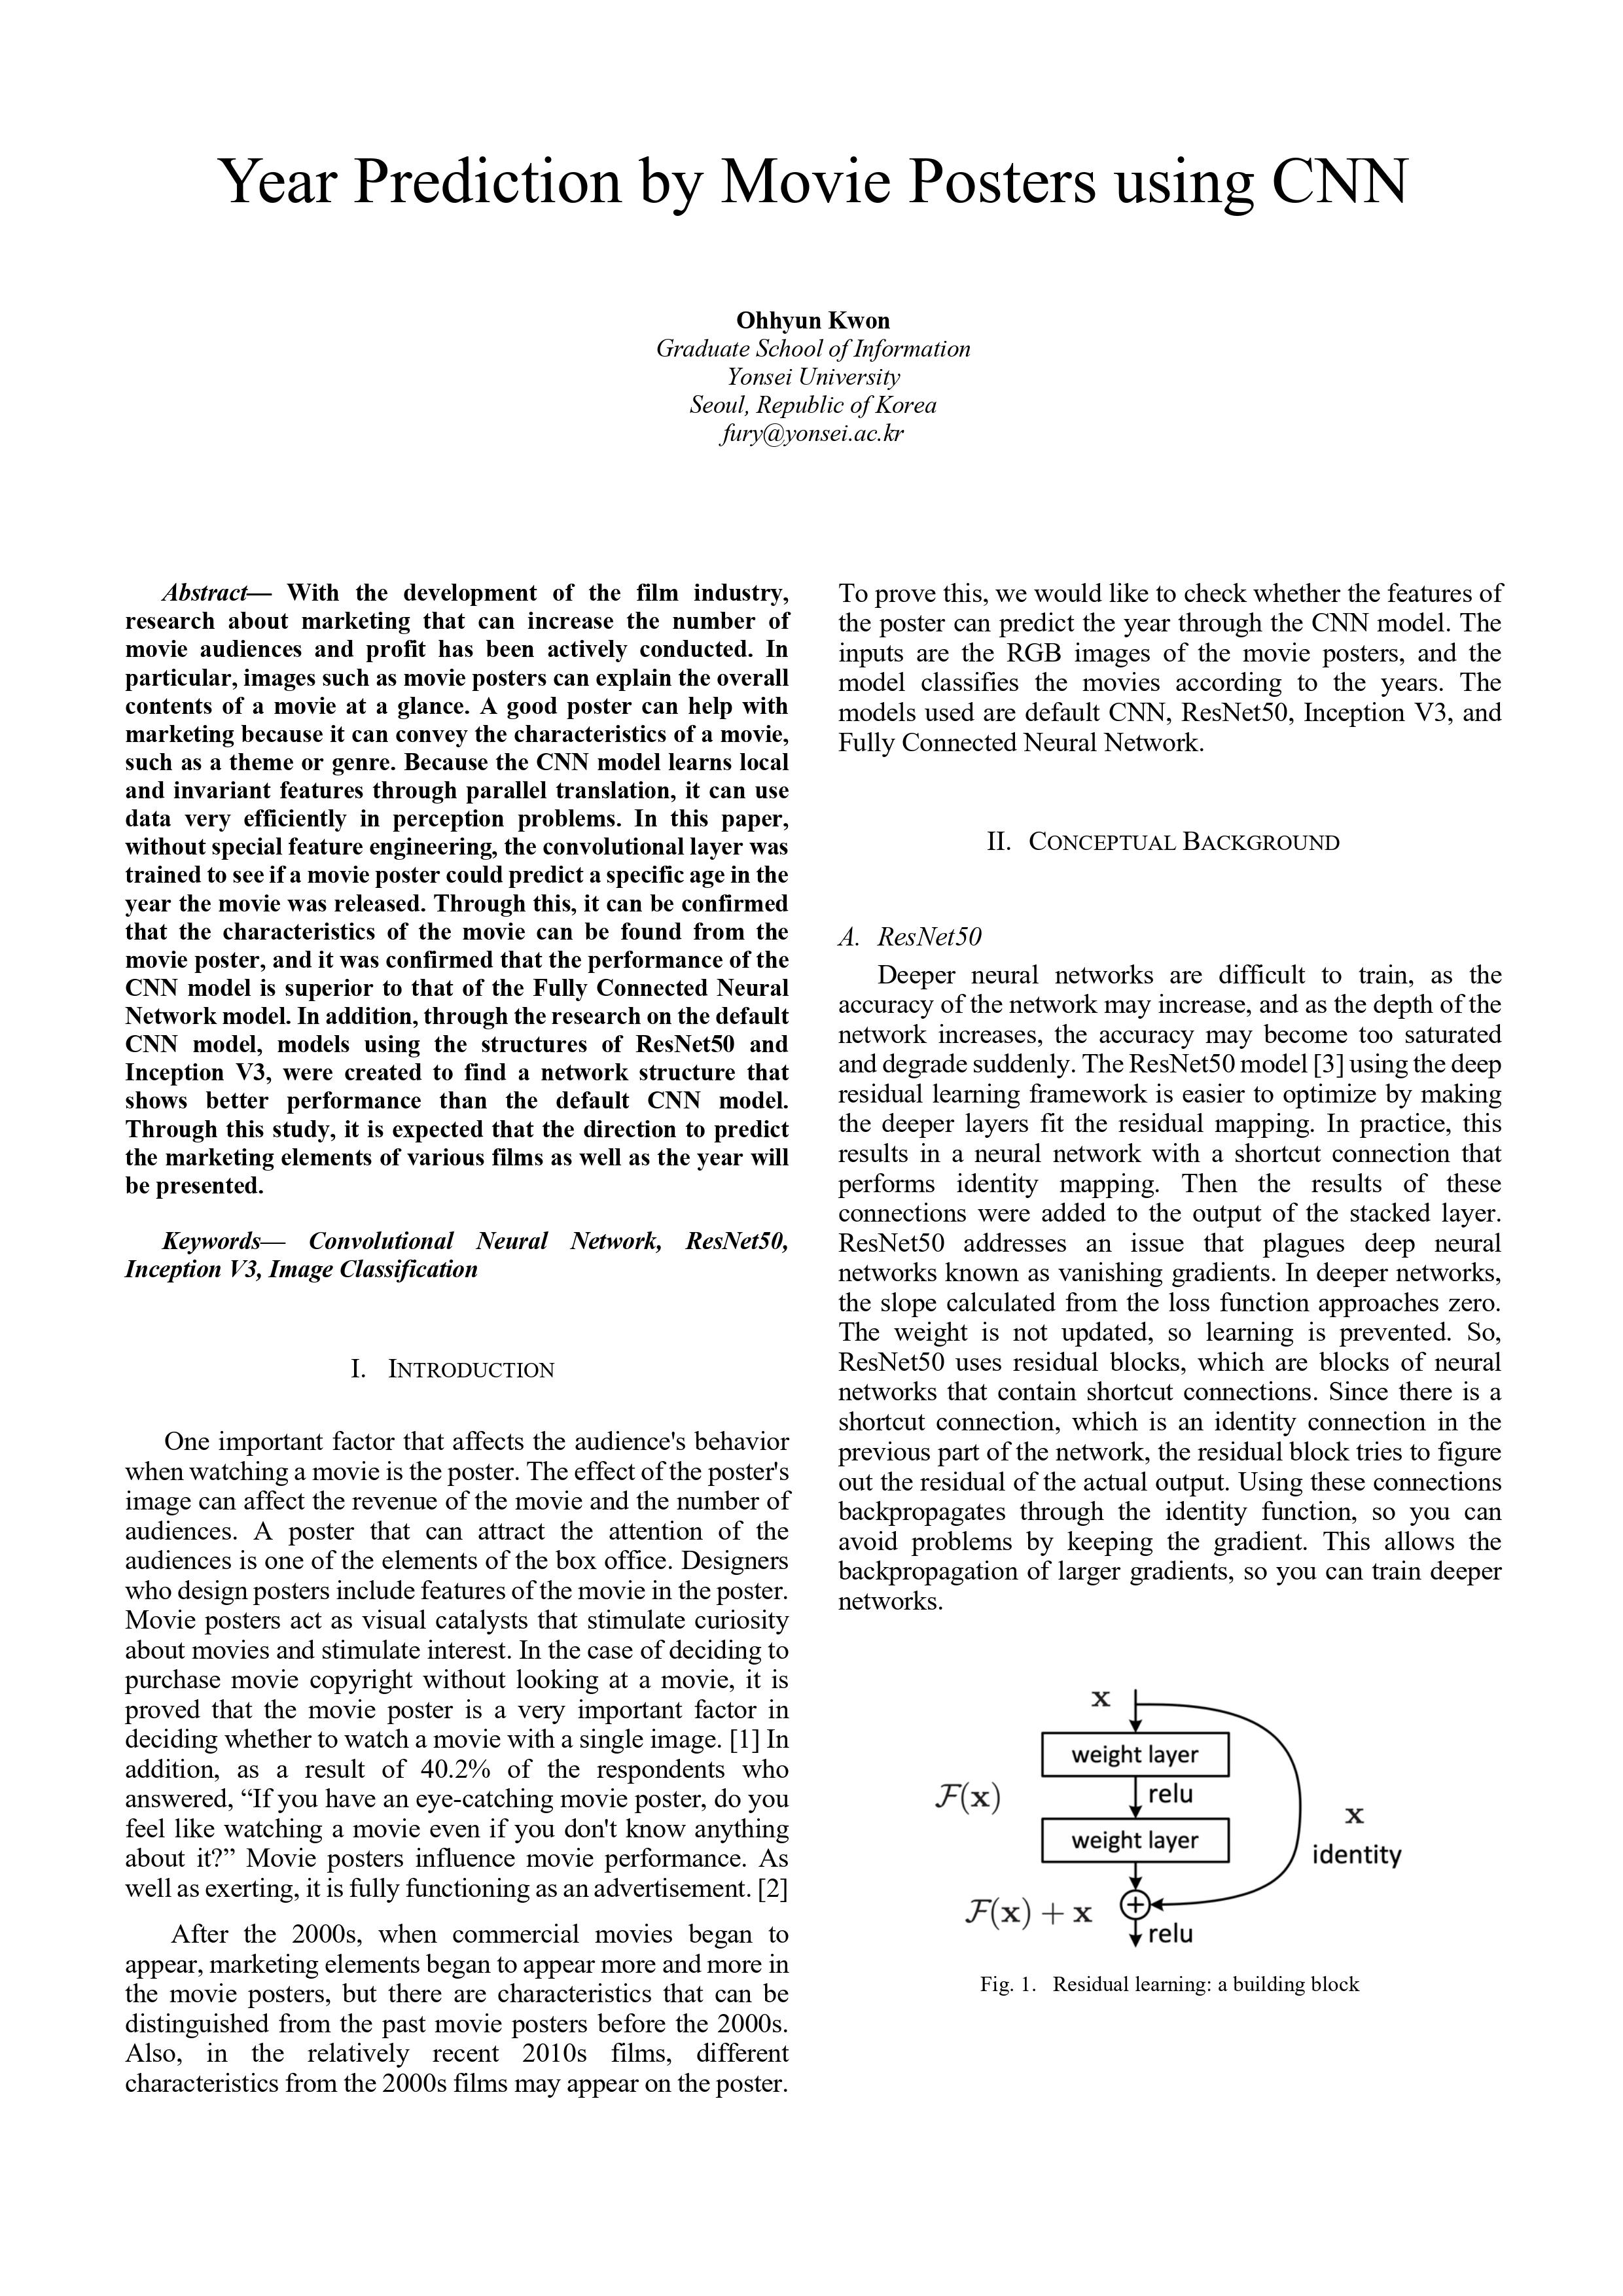 Year Prediction by Movie Posters using CNN
Ohhyun Kwon
Graduate School of Information
Yonsei University
Seoul, Republic of Korea
fury@yonsei.ac.kr
Abstract— With the development of the film industry,
research about marketing that can increase the number of
movie audiences and profit has been actively conducted. In
particular, images such as movie posters can explain the overall
contents of a movie at a glance. A good poster can help with
marketing because it can convey the characteristics of a movie,
such as a theme or genre. Because the CNN model learns local
and invariant features through parallel translation, it can use
data very efficiently in perception problems. In this paper,
without special feature engineering, the convolutional layer was
trained to see if a movie poster could predict a specific age in the
year the movie was released. Through this, it can be confirmed
that the characteristics of the movie can be found from the
movie poster, and it was confirmed that the performance of the
CNN model is superior to that of the Fully Connected Neural
Network model. In addition, through the research on the default
CNN model, models using the structures of ResNet50 and
Inception V3, were created to find a network structure that
shows better performance than the default CNN model.
Through this study, it is expected that the direction to predict
the marketing elements of various films as well as the year will
be presented.
Keywords— Convolutional Neural Network, ResNet50,
Inception V3, Image Classification
I. INTRODUCTION
One important factor that affects the audience's behavior
when watching a movie is the poster. The effect of the poster's
image can affect the revenue of the movie and the number of
audiences. A poster that can attract the attention of the
audiences is one of the elements of the box office. Designers
who design posters include features of the movie in the poster.
Movie posters act as visual catalysts that stimulate curiosity
about movies and stimulate interest. In the case of deciding to
purchase movie copyright without looking at a movie, it is
proved that the movie poster is a very important factor in
deciding whether to watch a movie with a single image. [1] In
addition, as a result of 40.2% of the respondents who
answered, “If you have an eye-catching movie poster, do you
feel like watching a movie even if you don't know anything
about it?” Movie posters influence movie performance. As
well as exerting, it is fully functioning as an advertisement. [2]
After the 2000s, when commercial movies began to
appear, marketing elements began to appear more and more in
the movie posters, but there are characteristics that can be
distinguished from the past movie posters before the 2000s.
Also, in the relatively recent 2010s films, different
characteristics from the 2000s films may appear on the poster.
To prove this, we would like to check whether the features of
the poster can predict the year through the CNN model. The
inputs are the RGB images of the movie posters, and the
model classifies the movies according to the years. The
models used are default CNN, ResNet50, Inception V3, and
Fully Connected Neural Network.
II. CONCEPTUAL BACKGROUND
A. ResNet50
Deeper neural networks are difficult to train, as the
accuracy of the network may increase, and as the depth of the
network increases, the accuracy may become too saturated
and degrade suddenly. The ResNet50 model [3] using the deep
residual learning framework is easier to optimize by making
the deeper layers fit the residual mapping. In practice, this
results in a neural network with a shortcut connection that
performs identity mapping. Then the results of these
connections were added to the output of the stacked layer.
ResNet50 addresses an issue that plagues deep neural
networks known as vanishing gradients. In deeper networks,
the slope calculated from the loss function approaches zero.
The weight is not updated, so learning is prevented. So,
ResNet50 uses residual blocks, which are blocks of neural
networks that contain shortcut connections. Since there is a
shortcut connection, which is an identity connection in the
previous part of the network, the residual block tries to figure
out the residual of the actual output. Using these connections
backpropagates through the identity function, so you can
avoid problems by keeping the gradient. This allows the
backpropagation of larger gradients, so you can train deeper
networks.
x
weight layer
F(x)
relu
weight layer
x
identity
F(x) + x
relu
Fig. 1. Residual learning: a building block